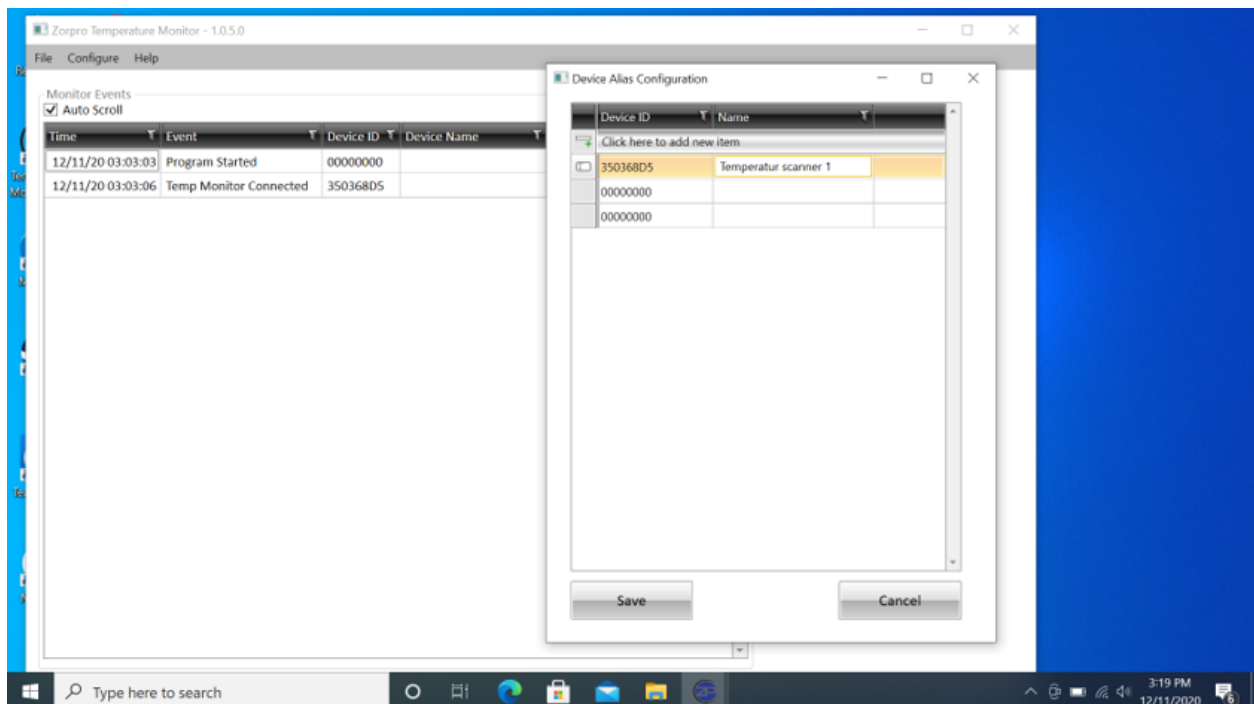 Zorpro Temperature Monitor - 1.0.5.0
File Configure Help
Monitor Events
Auto Scroll
Time Event Device ID Device Name
12/11/20 03:03:03 Program Started 00000000
12/11/20 03:03:06 Temp Monitor Connected 350368D5
Device Alias Configuration
Device ID Name
Click here to add new item
350368D5 Temperatur scanner 1
00000000
00000000
Save Cancel
Type here to search
3:19 PM
12/11/2020
6